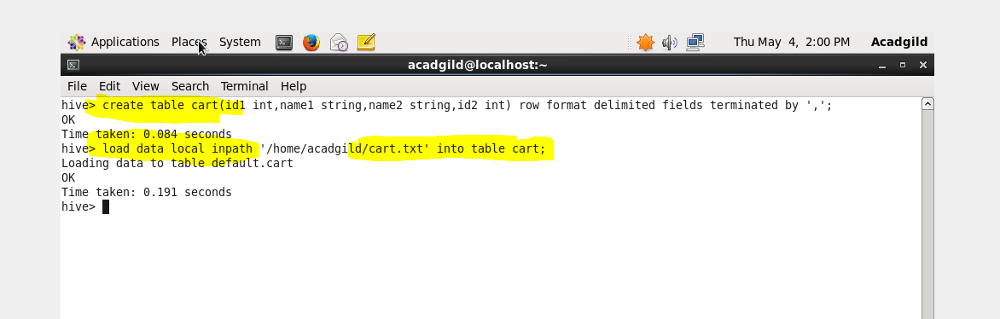 Applications Places System Thu May 4, 2:00 PM Acadgild
acadgild@localhost:~
File Edit View Search Terminal Help
hive> create table cart(id1 int,name1 string,name2 string,id2 int) row format delimited fields terminated by ',';
OK
Time taken: 0.084 seconds
hive> load data local inpath '/home/acadgild/cart.txt' into table cart;
Loading data to table default.cart
OK
Time taken: 0.191 seconds
hive>